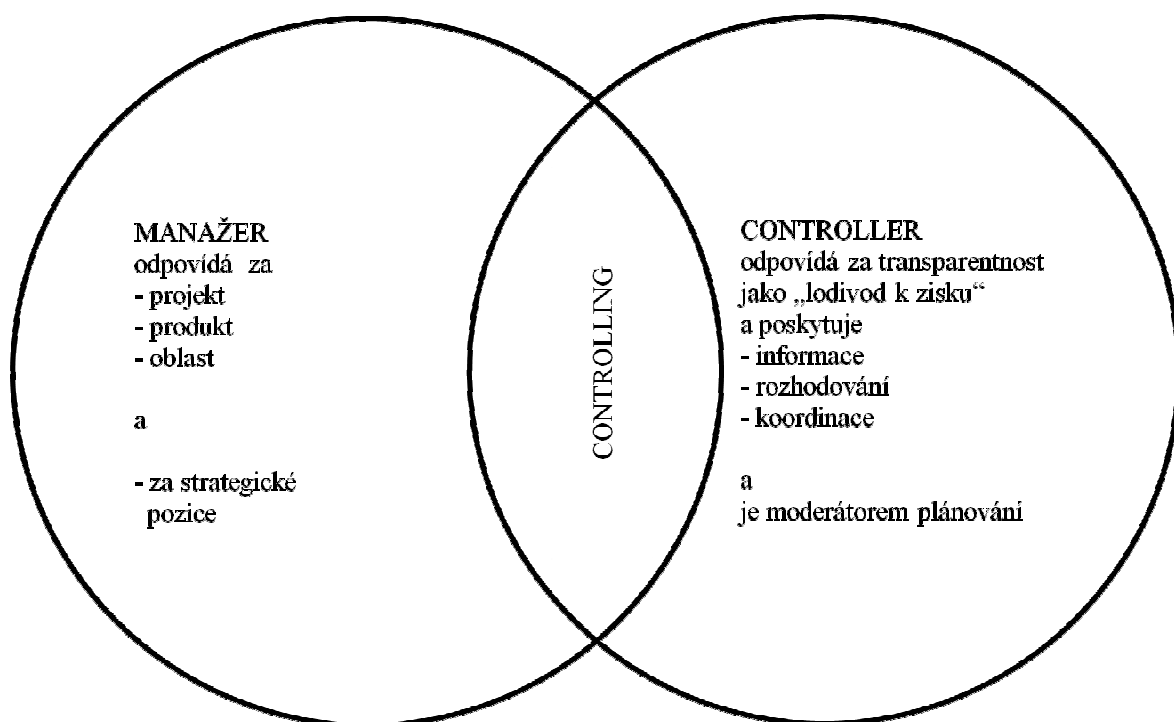 MANAŽER
odpovídá za
- projekt
- produkt
- oblast
a
- za strategické
pozice
CONTROLLING
CONTROLLER
odpovídá za transparentnost
jako „lodivod k zisku“
a poskytuje
- informace
- rozhodování
- koordinace
a
je moderátorem plánování